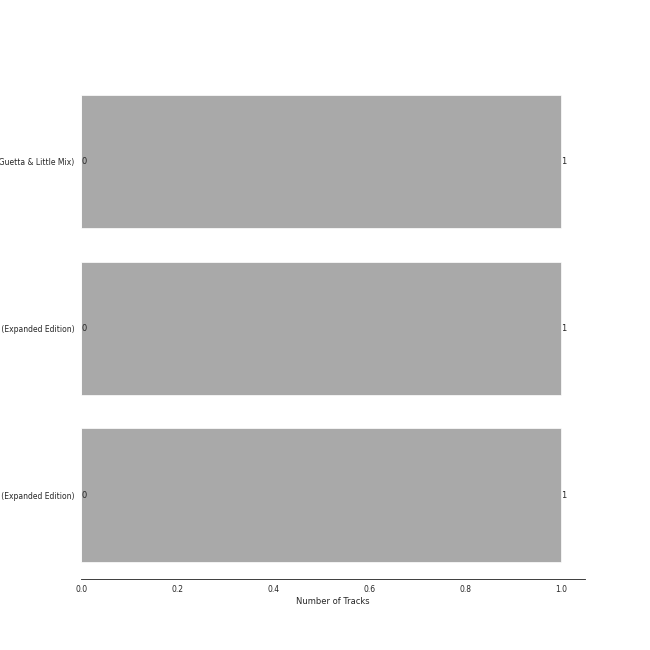 Guetta & Little Mix)
0 1
(Expanded Edition)
0 1
(Expanded Edition)
0 1
0.0 0.2 0.4 0.6 0.8 1.0
Number of Tracks